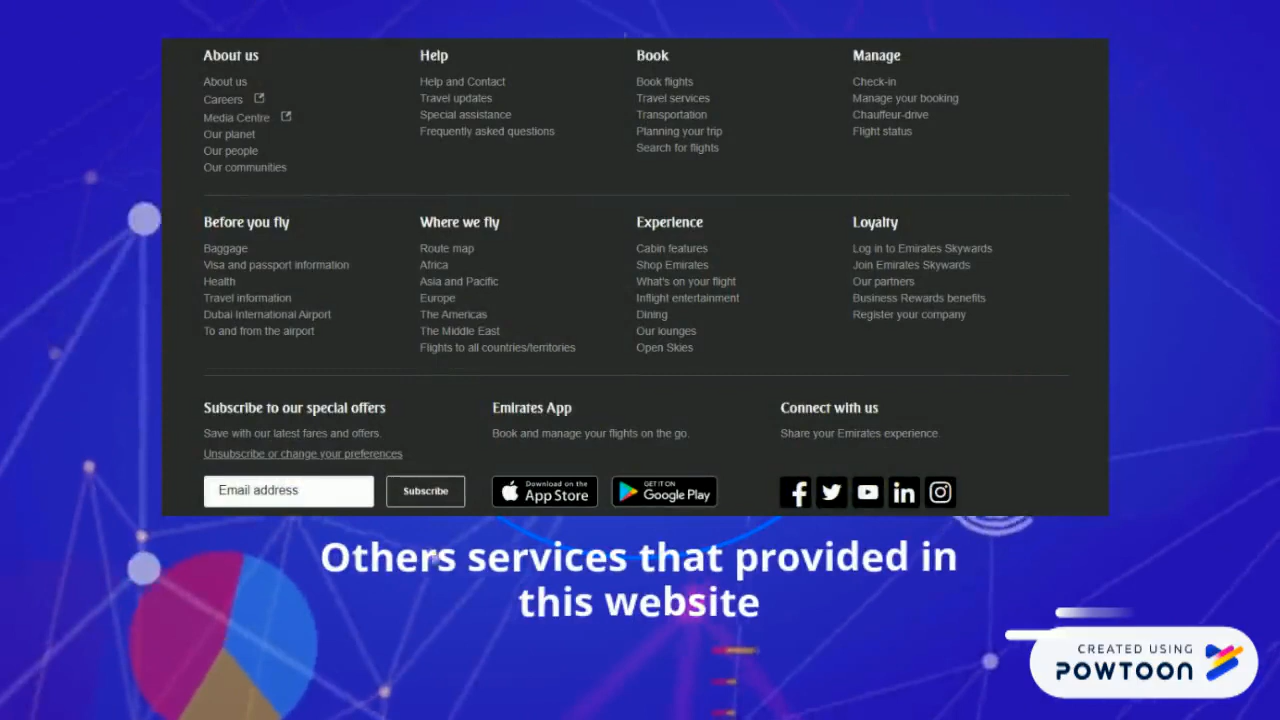 About us
About us
Careers
Media Centre
Our planet
Our people
Our communities
Help
Help and Contact
Travel updates
Special assistance
Frequently asked questions
Book
Book flights
Travel services
Transportation
Planning your trip
Search for flights
Manage
Check-in
Manage your booking
Chauffeur-drive
Flight status
Before you fly
Baggage
Visa and passport information
Health
Travel information
Dubai International Airport
To and from the airport
Where we fly
Route map
Africa
Asia and Pacific
Europe
The Americas
The Middle East
Flights to all countries/territories
Experience
Cabin features
Shop Emirates
What's on your flight
Inflight entertainment
Dining
Our lounges
Open Skies
Loyalty
Log in to Emirates Skywards
Join Emirates Skywards
Our partners
Business Rewards benefits
Register your company
Subscribe to our special offers
Save with our latest fares and offers.
Unsubscribe or change your preferences
Email address
Subscribe
Emirates App
Book and manage your flights on the go.
Download on the
App Store
GET IT ON
Google Play
Connect with us
Share your Emirates experience
Others services that provided in
this website
CREATED USING
POWTOON